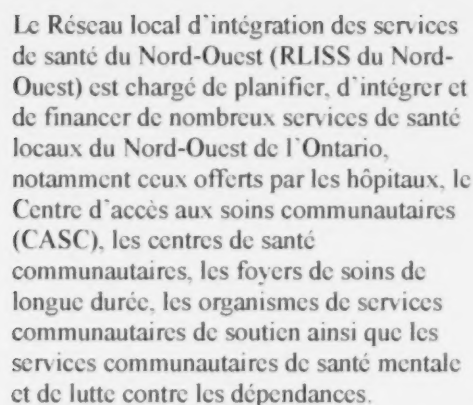 Le Réseau local d'intégration des services
de santé du Nord-Ouest (RLISS du Nord-
Ouest) est chargé de planifier, d'intégrer et
de financer de nombreux services de santé
locaux du Nord-Ouest de l'Ontario,
notamment ceux offerts par les hôpitaux, le
Centre d'accès aux soins communautaires
(CASC), les centres de santé
communautaires, les foyers de soins de
longue durée, les organismes de services
communautaires de soutien ainsi que les
services communautaires de santé mentale
et de lutte contre les dépendances.